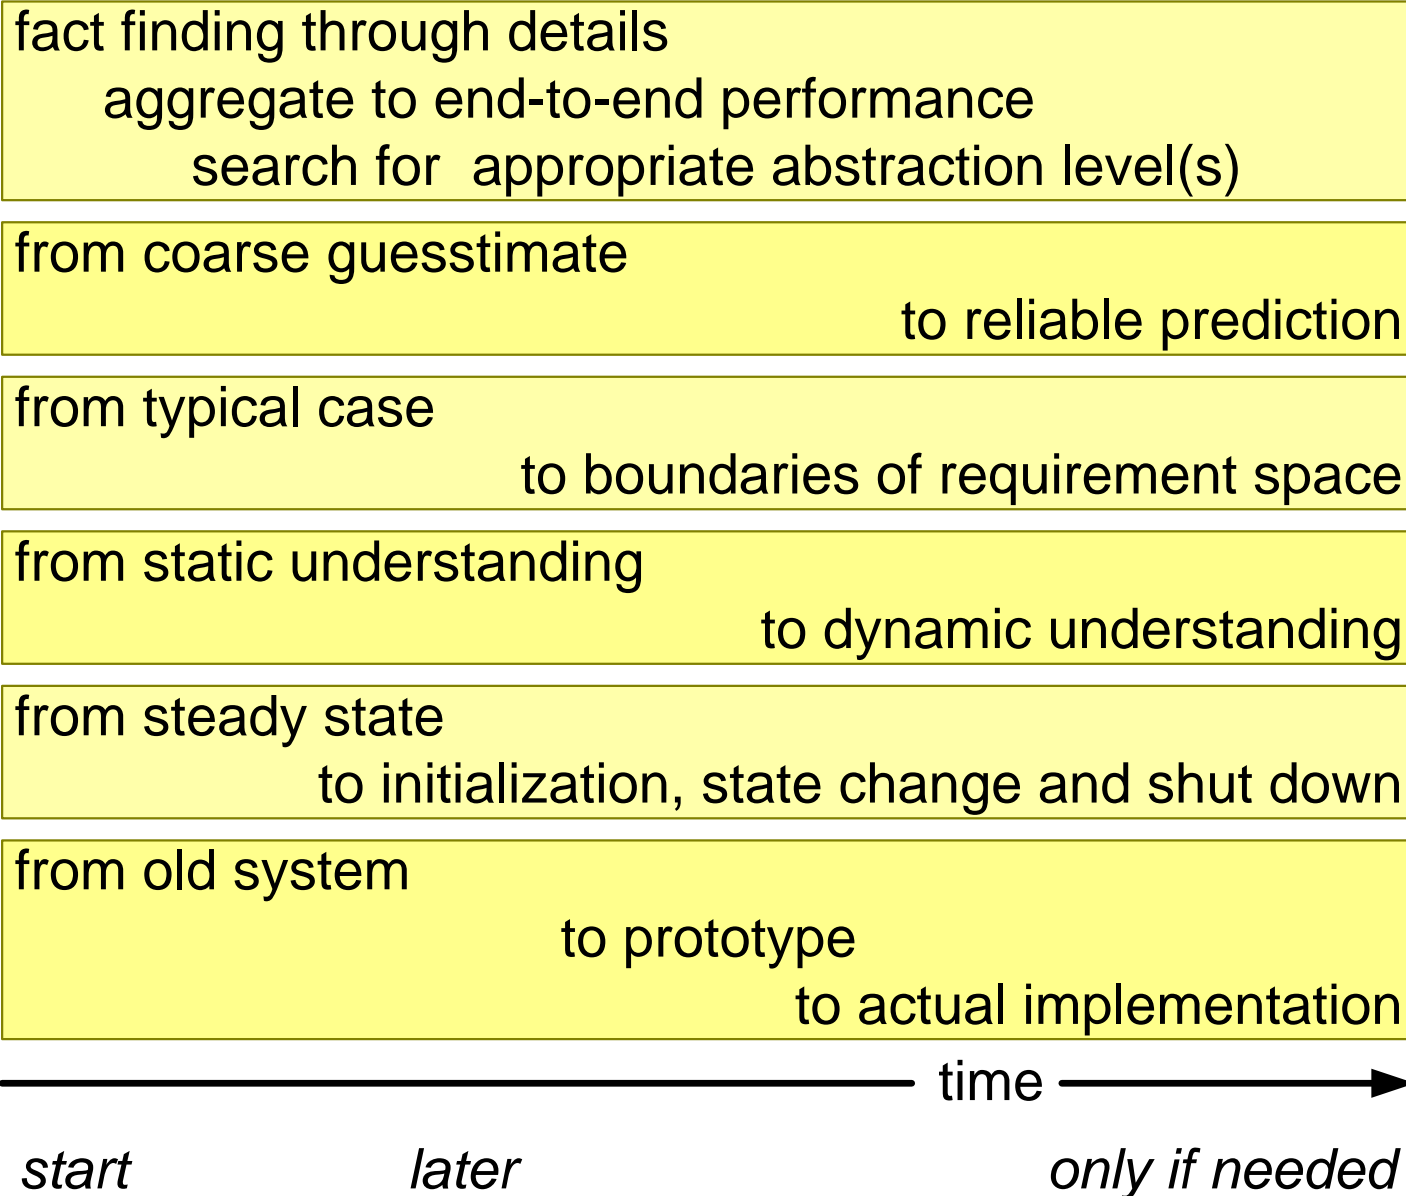 fact finding through details
aggregate to end-to-end performance
search for  appropriate abstraction level(s)
from coarse guesstimate
to reliable prediction
from typical case
to boundaries of requirement space
from static understanding
to dynamic understanding
from steady state
to initialization, state change and shut down
from old system
to prototype
to actual implementation
time
start later only if needed